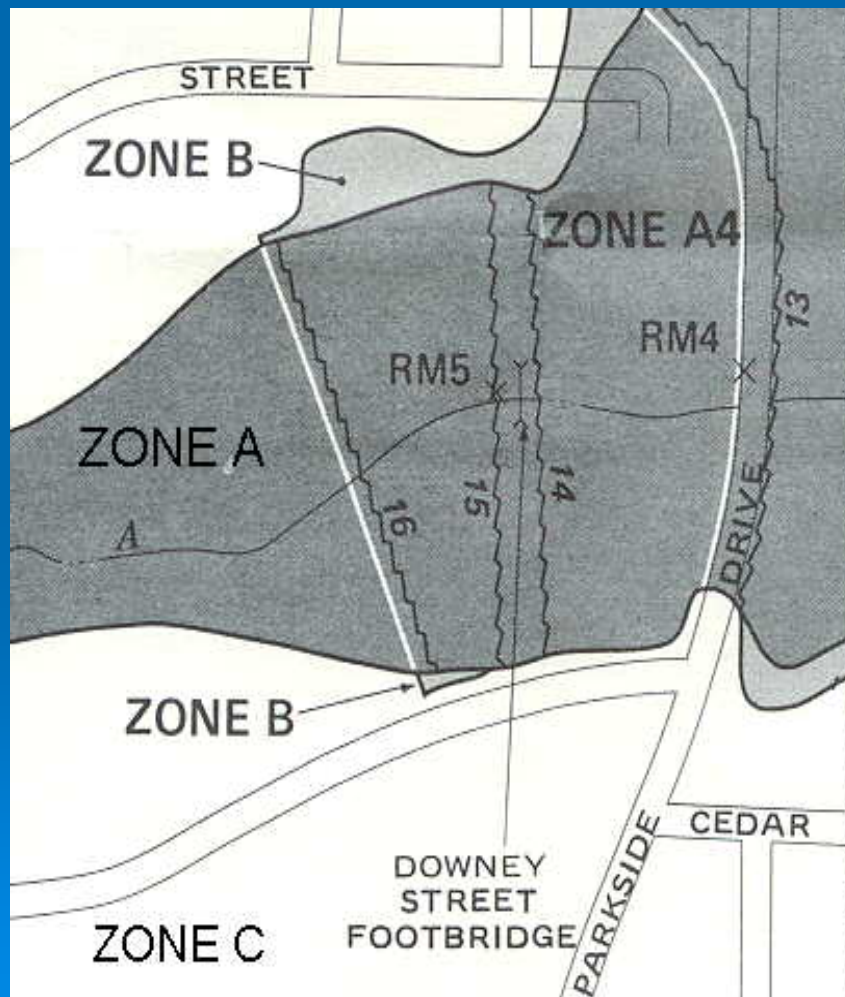 STREET
ZONE B
ZONE A4
13
RM4
RM5
ZONE A
16
15
14
A
DRIVE
ZONE B
CEDAR
PARKSIDE
DOWNEY
STREET
FOOTBRIDGE
ZONE C